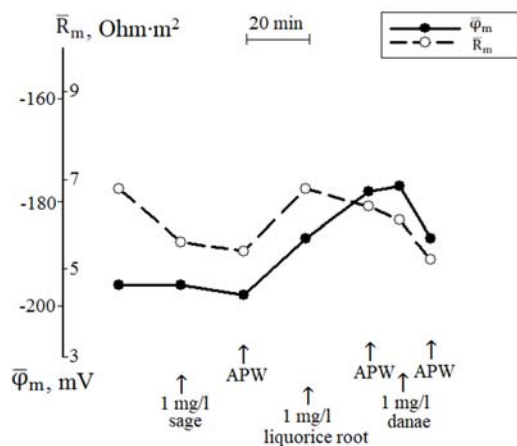 R̅ₘ, Ohm·m²
20 min
φ̅ₘ
R̅ₘ
-160
9
-180
7
5
-200
3
φ̅ₘ, mV
APW
APW
APW
1 mg/l
sage
1 mg/l
liquorice root
1 mg/l
danae